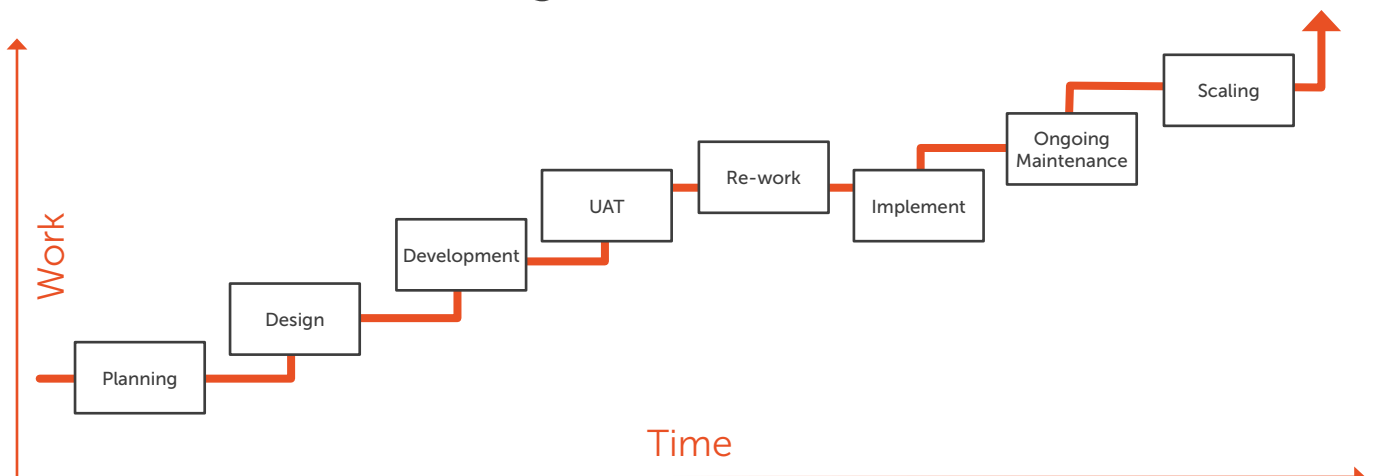 Work
Planning
Design
Development
UAT
Re-work
Implement
Ongoing
Maintenance
Scaling
Time